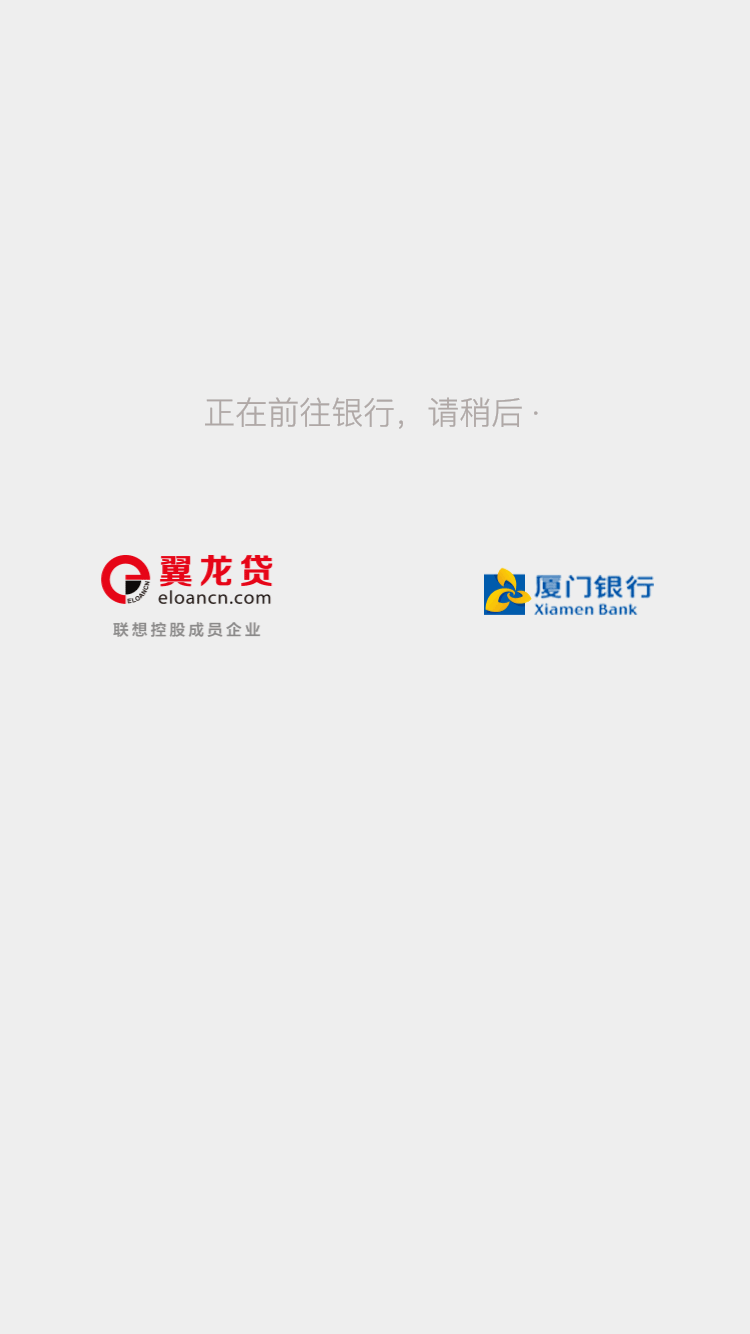 正在前往银行，请稍后 ·
翼龙贷
eloancn.com
ELOANCN
联想控股成员企业
厦门银行
Xiamen Bank